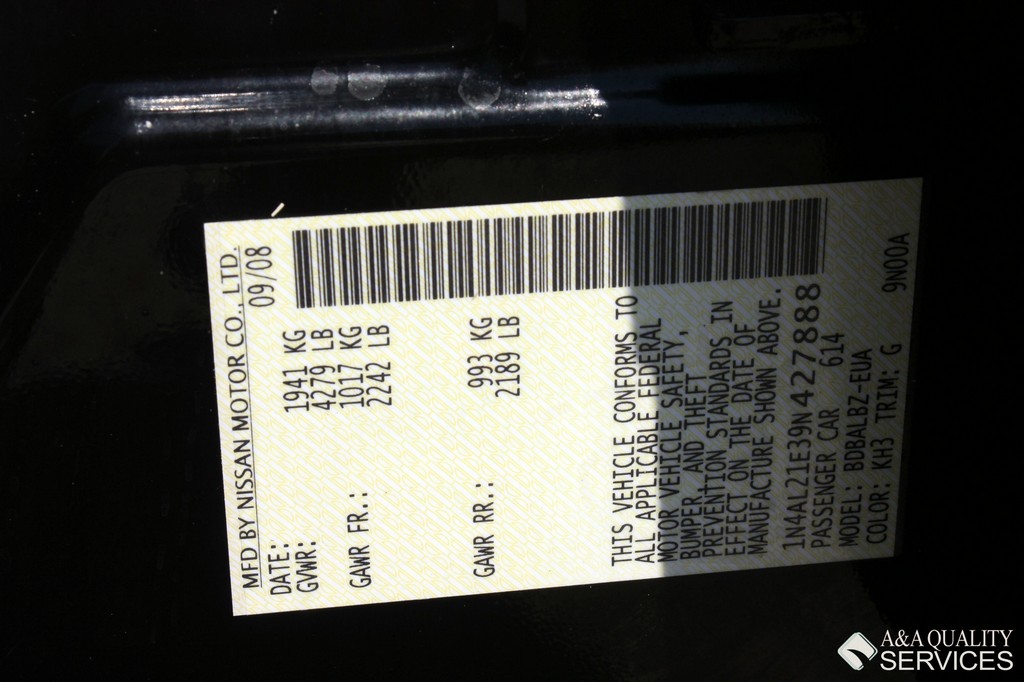 MFD BY NISSAN MOTOR CO., LTD.
DATE: 09/08
GVWR: 1941 KG
4279 LB
GAWR FR.: 1017 KG
2242 LB
GAWR RR.: 993 KG
2189 LB
THIS VEHICLE CONFORMS TO
ALL APPLICABLE FEDERAL
MOTOR VEHICLE SAFETY,
BUMPER, AND THEFT
PREVENTION STANDARDS IN
EFFECT ON THE DATE OF
MANUFACTURE SHOWN ABOVE.
1N4AL21E39N427888
PASSENGER CAR 614
MODEL: BDBALBZ-EUA
COLOR: KH3 TRIM: G 9N00A
A&A QUALITY
SERVICES